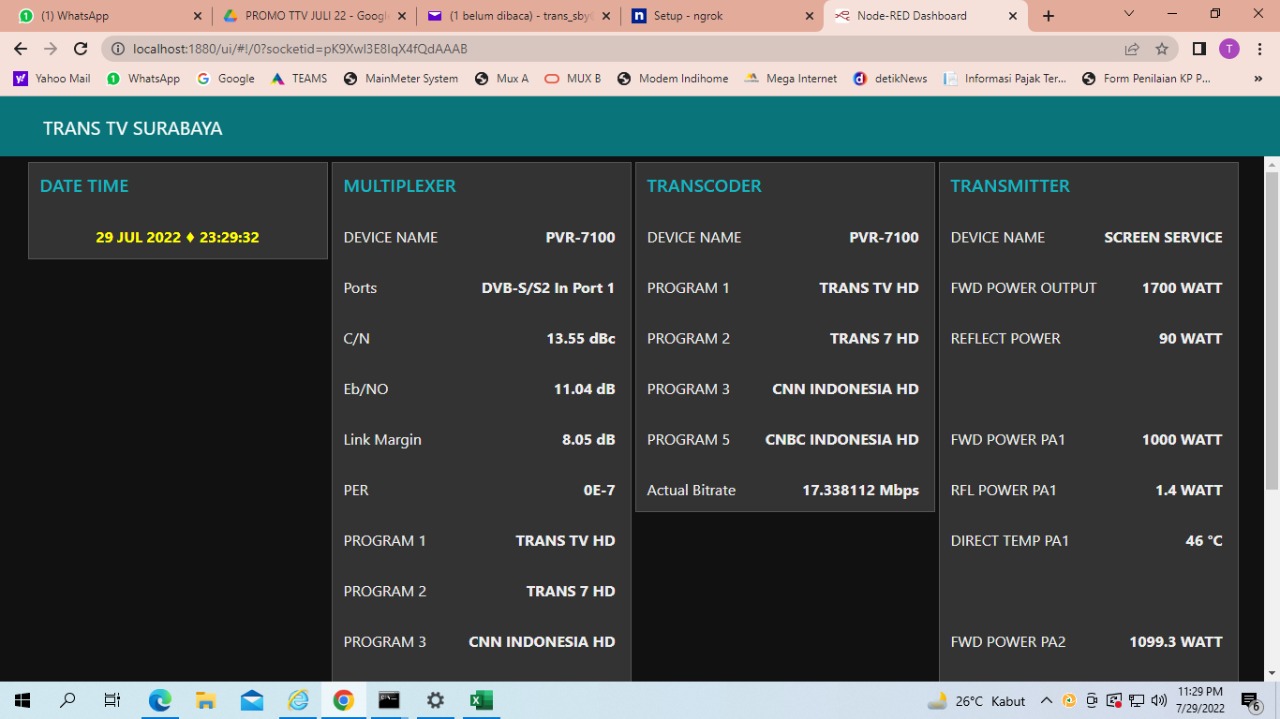 (1) WhatsApp
PROMO TTV JULI 22 - Googl
(1 belum dibaca) - trans_sby
Setup - ngrok
Node-RED Dashboard
localhost:1880/ui/#!/0?socketid=pK9XwI3E8IqX4fQdAAAB
T
Yahoo Mail
WhatsApp
Google
TEAMS
MainMeter System
Mux A
MUX B
Modem Indihome
Mega Internet
detikNews
Informasi Pajak Ter...
Form Penilaian KP P...
TRANS TV SURABAYA
DATE TIME
29 JUL 2022 ♦ 23:29:32
MULTIPLEXER
DEVICE NAME PVR-7100
Ports DVB-S/S2 In Port 1
C/N 13.55 dBc
Eb/NO 11.04 dB
Link Margin 8.05 dB
PER 0E-7
PROGRAM 1 TRANS TV HD
PROGRAM 2 TRANS 7 HD
PROGRAM 3 CNN INDONESIA HD
TRANSCODER
DEVICE NAME PVR-7100
PROGRAM 1 TRANS TV HD
PROGRAM 2 TRANS 7 HD
PROGRAM 3 CNN INDONESIA HD
PROGRAM 5 CNBC INDONESIA HD
Actual Bitrate 17.338112 Mbps
TRANSMITTER
DEVICE NAME SCREEN SERVICE
FWD POWER OUTPUT 1700 WATT
REFLECT POWER 90 WATT
FWD POWER PA1 1000 WATT
RFL POWER PA1 1.4 WATT
DIRECT TEMP PA1 46 °C
FWD POWER PA2 1099.3 WATT
26°C Kabut
11:29 PM
7/29/2022
6